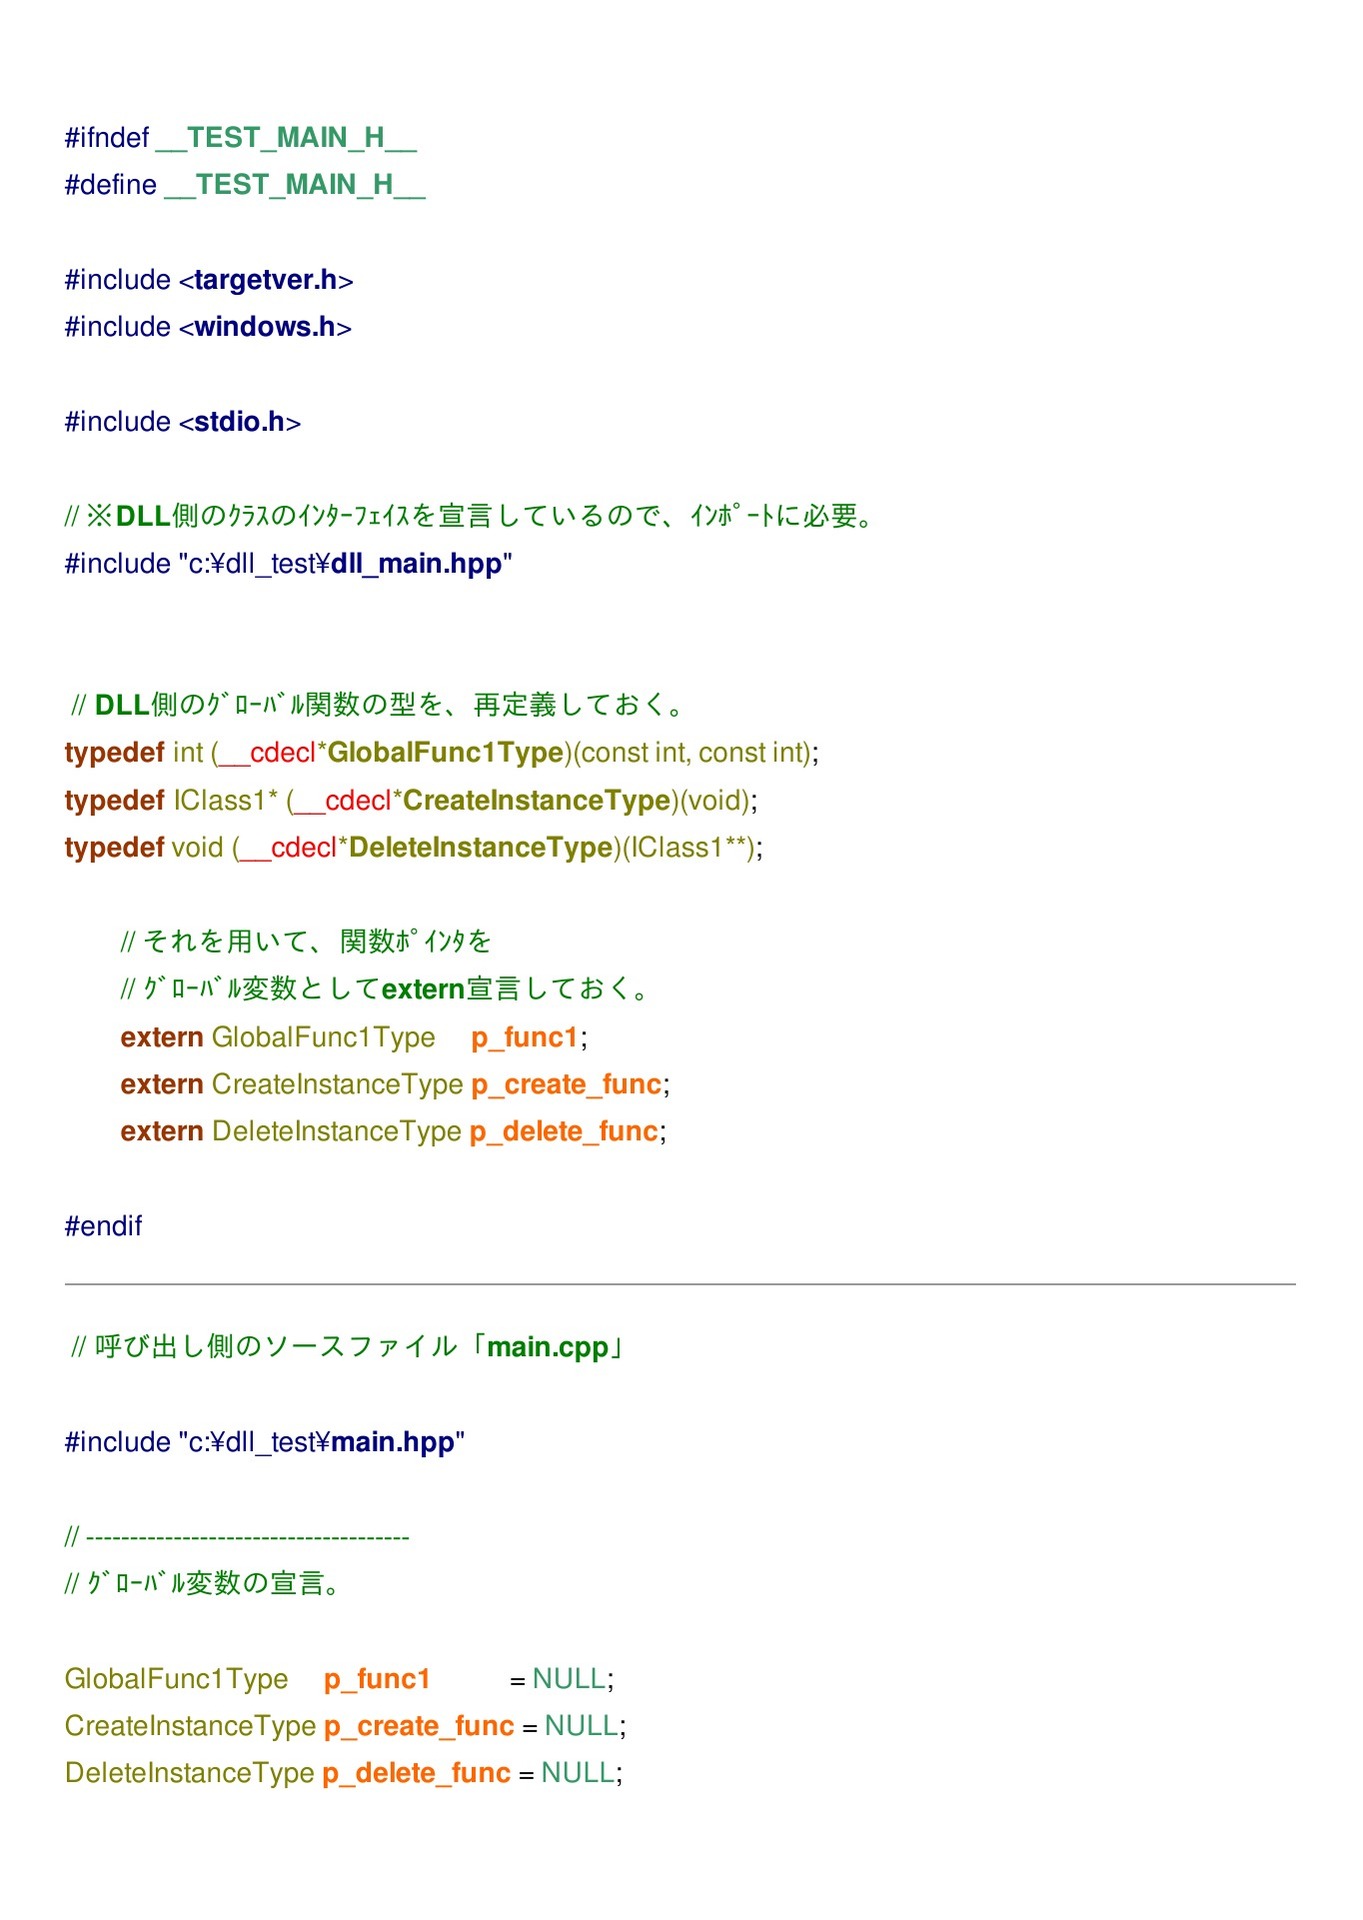 #ifndef __TEST_MAIN_H__
#define __TEST_MAIN_H__
#include <targetver.h>
#include <windows.h>
#include <stdio.h>
// ※DLL側のｸﾗｽのｲﾝﾀｰﾌｪｲｽを宣言しているので、ｲﾝﾎﾟｰﾄに必要。
#include "c:¥dll_test¥dll_main.hpp"
// DLL側のｸﾞﾛｰﾊﾞﾙ関数の型を、再定義しておく。
typedef int (__cdecl*GlobalFunc1Type)(const int, const int);
typedef IClass1* (__cdecl*CreateInstanceType)(void);
typedef void (__cdecl*DeleteInstanceType)(IClass1**);
// それを用いて、関数ﾎﾟｲﾝﾀを
// ｸﾞﾛｰﾊﾞﾙ変数としてextern宣言しておく。
extern GlobalFunc1Type p_func1;
extern CreateInstanceType p_create_func;
extern DeleteInstanceType p_delete_func;
#endif
// 呼び出し側のソースファイル「main.cpp」
#include "c:¥dll_test¥main.hpp"
// -------------------------------------
// ｸﾞﾛｰﾊﾞﾙ変数の宣言。
GlobalFunc1Type p_func1 = NULL;
CreateInstanceType p_create_func = NULL;
DeleteInstanceType p_delete_func = NULL;